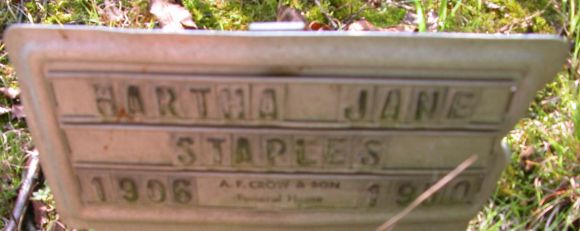 MARTHA JANE
STAPLES
1906 A. F. CROW & SON
Funeral Home